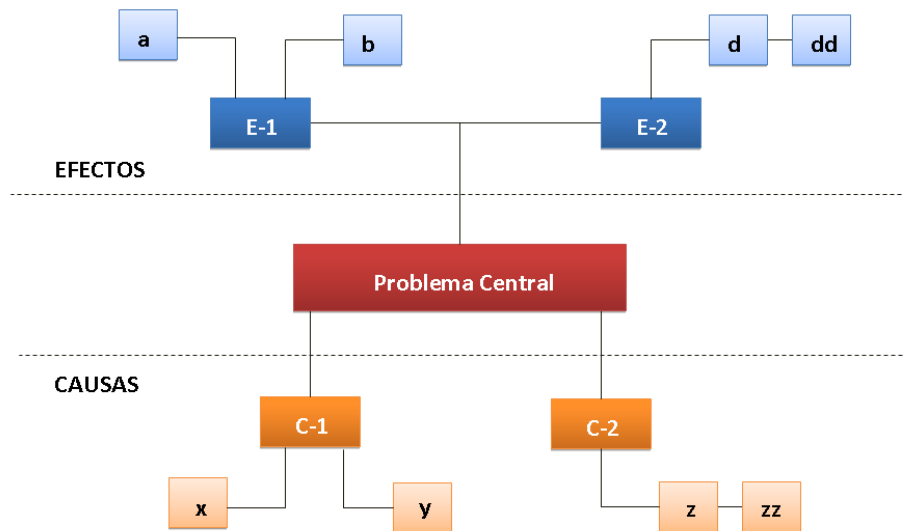 a
b
d
dd
E-1
E-2
EFECTOS
Problema Central
CAUSAS
C-1
C-2
x
y
z
zz